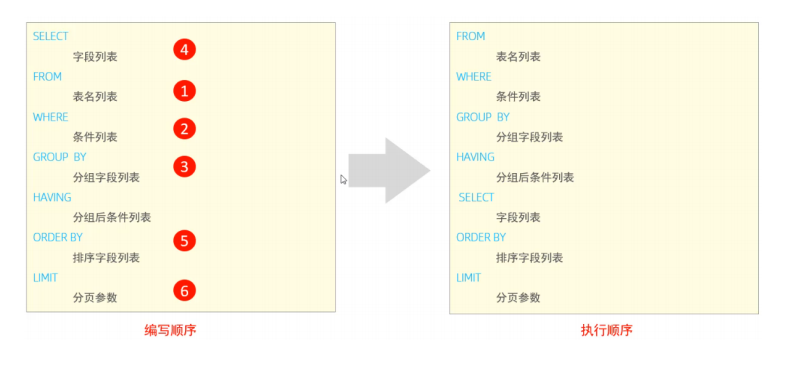 SELECT
字段列表
4
FROM
表名列表
1
WHERE
条件列表
2
GROUP BY
分组字段列表
3
HAVING
分组后条件列表
ORDER BY
排序字段列表
5
LIMIT
分页参数
6
编写顺序
FROM
表名列表
WHERE
条件列表
GROUP BY
分组字段列表
HAVING
分组后条件列表
SELECT
字段列表
ORDER BY
排序字段列表
LIMIT
分页参数
执行顺序